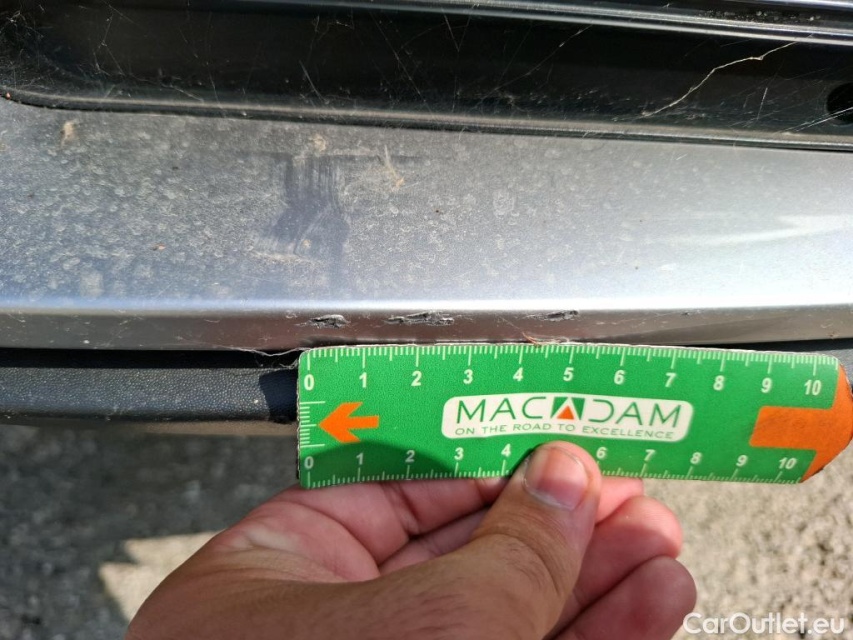 0 1 2 3 4 5 6 7 8 9 10
MACADAM
ON THE ROAD TO EXCELLENCE
0 1 2 3 4 6 7 8 9 10
CarOutlet.eu